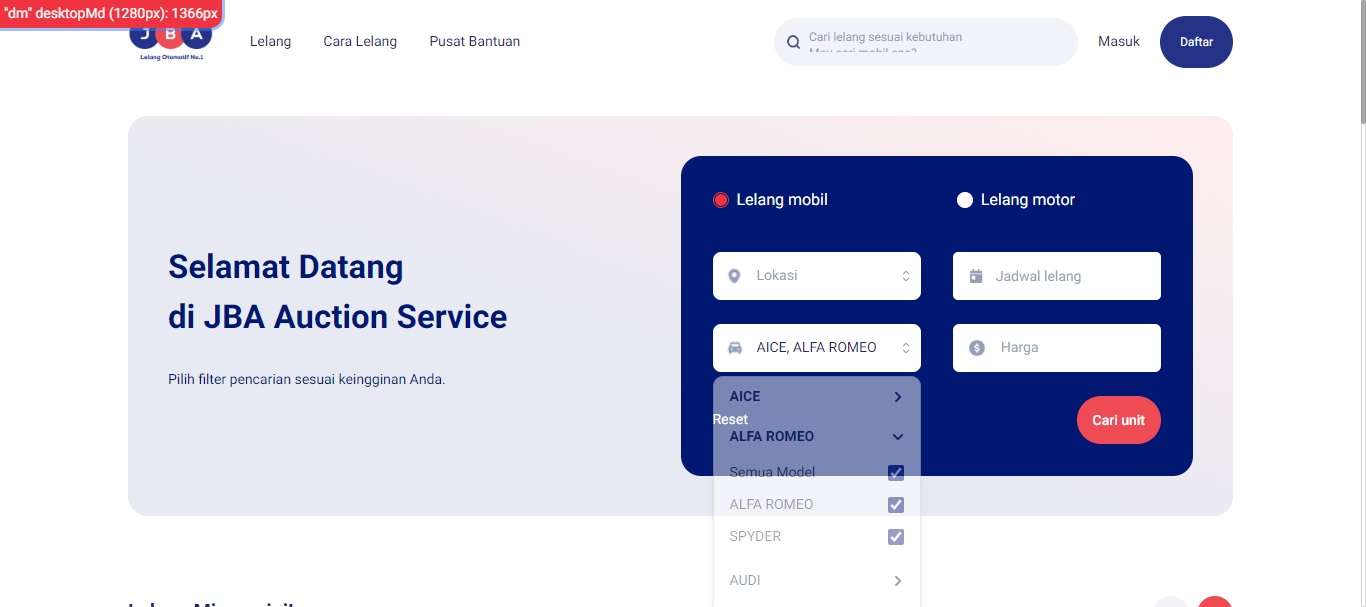 "dm" desktopMd (1280px): 1366px
JBA
Lelang Otomotif No.1
Lelang
Cara Lelang
Pusat Bantuan
Cari lelang sesuai kebutuhan
Mau cari mobil apa?
Masuk
Daftar
Selamat Datang
di JBA Auction Service
Pilih filter pencarian sesuai keingginan Anda.
Lelang mobil
Lelang motor
Lokasi
Jadwal lelang
AICE, ALFA ROMEO
Harga
AICE
Reset
Cari unit
ALFA ROMEO
Semua Model
ALFA ROMEO
SPYDER
AUDI